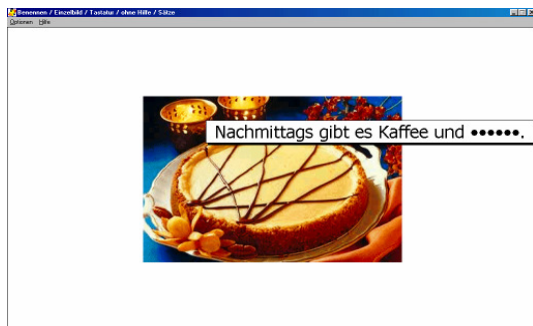 Benennen / Einzelbild / Tastatur / ohne Hilfe / Sätze
Optionen Hilfe
Nachmittags gibt es Kaffee und ••••••.